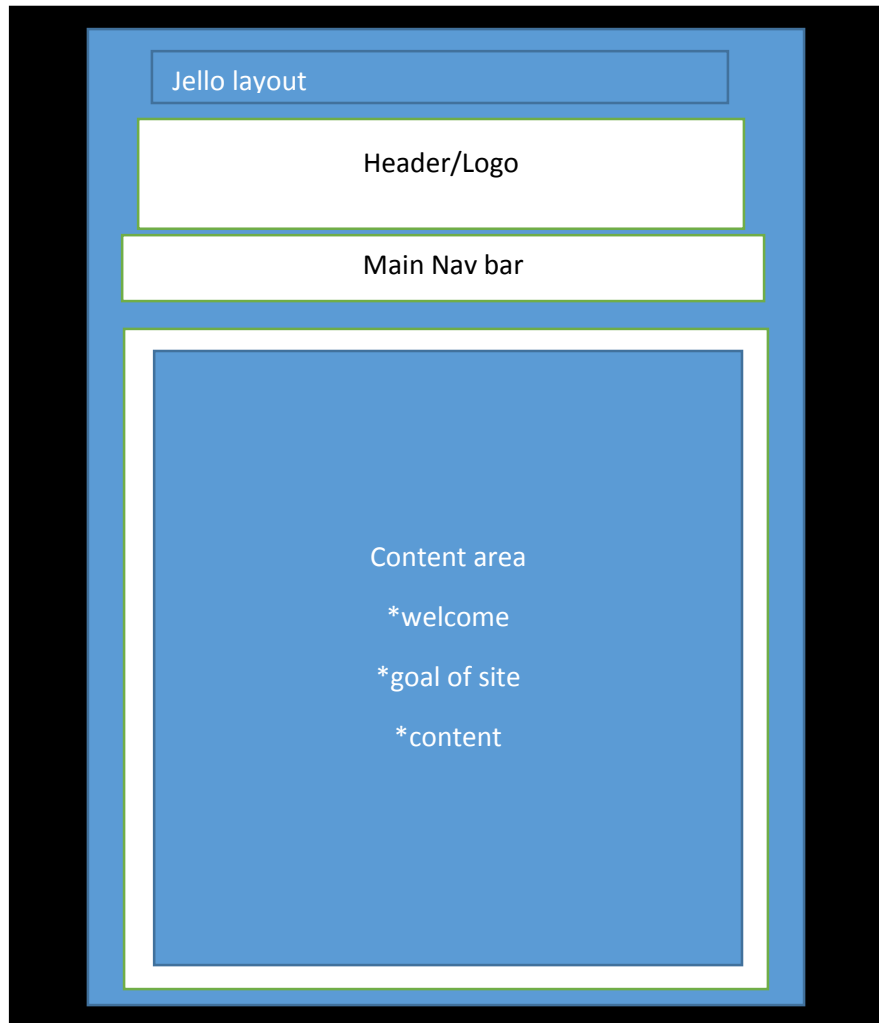 Jello layout
Header/Logo
Main Nav bar
Content area
*welcome
*goal of site
*content